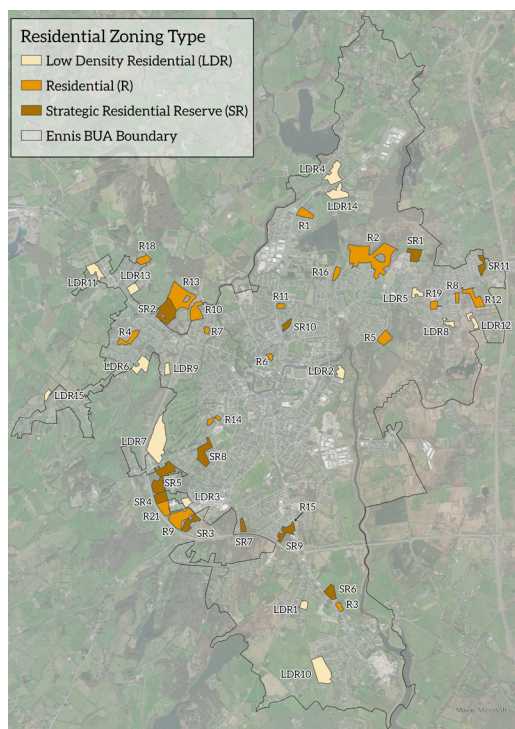 Residential Zoning Type
Low Density Residential (LDR)
Residential (R)
Strategic Residential Reserve (SR)
Ennis BUA Boundary
LDR4
LDR14
R1
R2
SR1
R18
SR11
LDR11
LDR13
R16
R13
LDR5
R19
R8
R12
SR2
R10
R11
R4
R7
SR10
LDR8
LDR12
R5
R6
LDR6
LDR9
LDR2
LDR15
R14
LDR7
SR8
SR5
SR4
LDR3
R21
R15
R9
SR3
SR7
SR9
SR6
LDR1
R3
LDR10